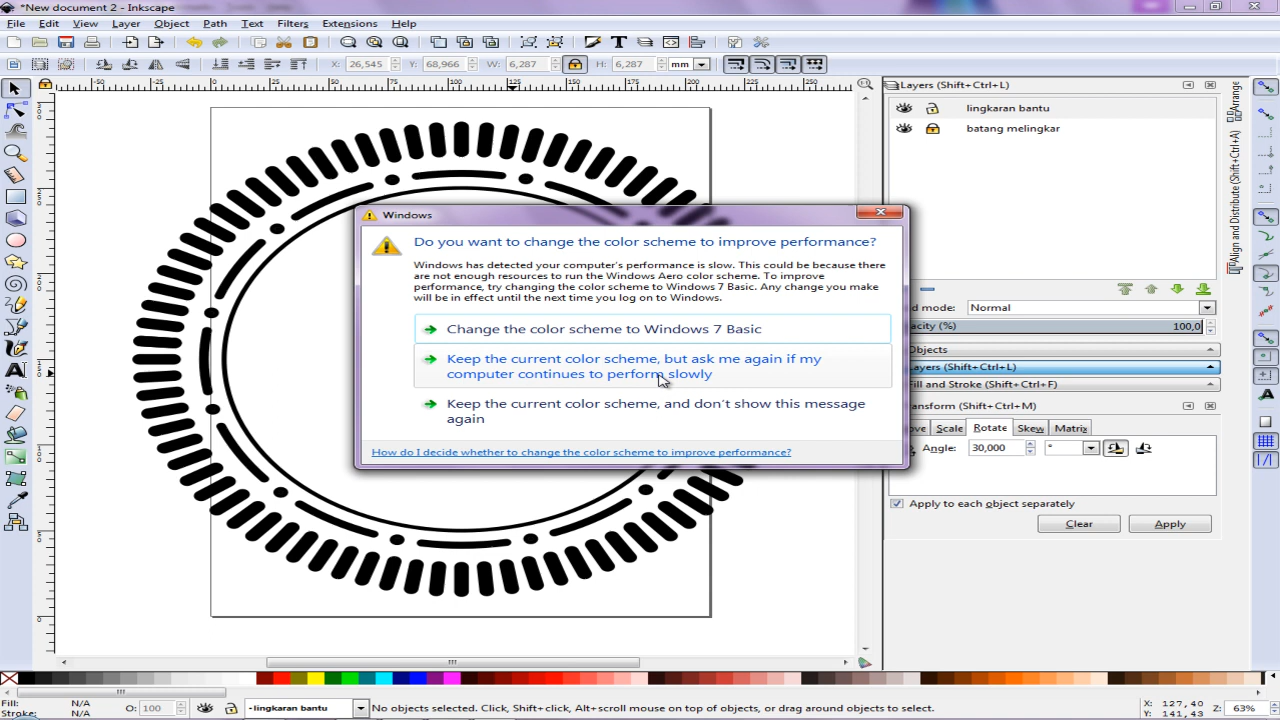 *New document 2 - Inkscape
File Edit View Layer Object Path Text Filters Extensions Help
X: 26,545 Y: 68,966 W: 6,287 H: 6,287 mm
Layers (Shift+Ctrl+L)
lingkaran bantu
batang melingkar
Arrange
Align and Distribute (Shift+Ctrl+A)
Windows
Do you want to change the color scheme to improve performance?
Windows has detected your computer's performance is slow. This could be because there
are not enough resources to run the Windows Aero color scheme. To improve
performance, try changing the color scheme to Windows 7 Basic. Any change you make
will be in effect until the next time you log on to Windows.
Change the color scheme to Windows 7 Basic
Keep the current color scheme, but ask me again if my
computer continues to perform slowly
Keep the current color scheme, and don't show this message
again
How do I decide whether to change the color scheme to improve performance?
d mode: Normal
acity (%) 100,0
Objects
Layers (Shift+Ctrl+L)
Fill and Stroke (Shift+Ctrl+F)
ransform (Shift+Ctrl+M)
ove Scale Rotate Skew Matrix
Angle: 30,000 °
Apply to each object separately
Clear Apply
Fill: N/A
Stroke: N/A
O: 100
-lingkaran bantu
No objects selected. Click, Shift+click, Alt+scroll mouse on top of objects, or drag around objects to select.
X: 127,40
Y: 141,43
Z: 63%